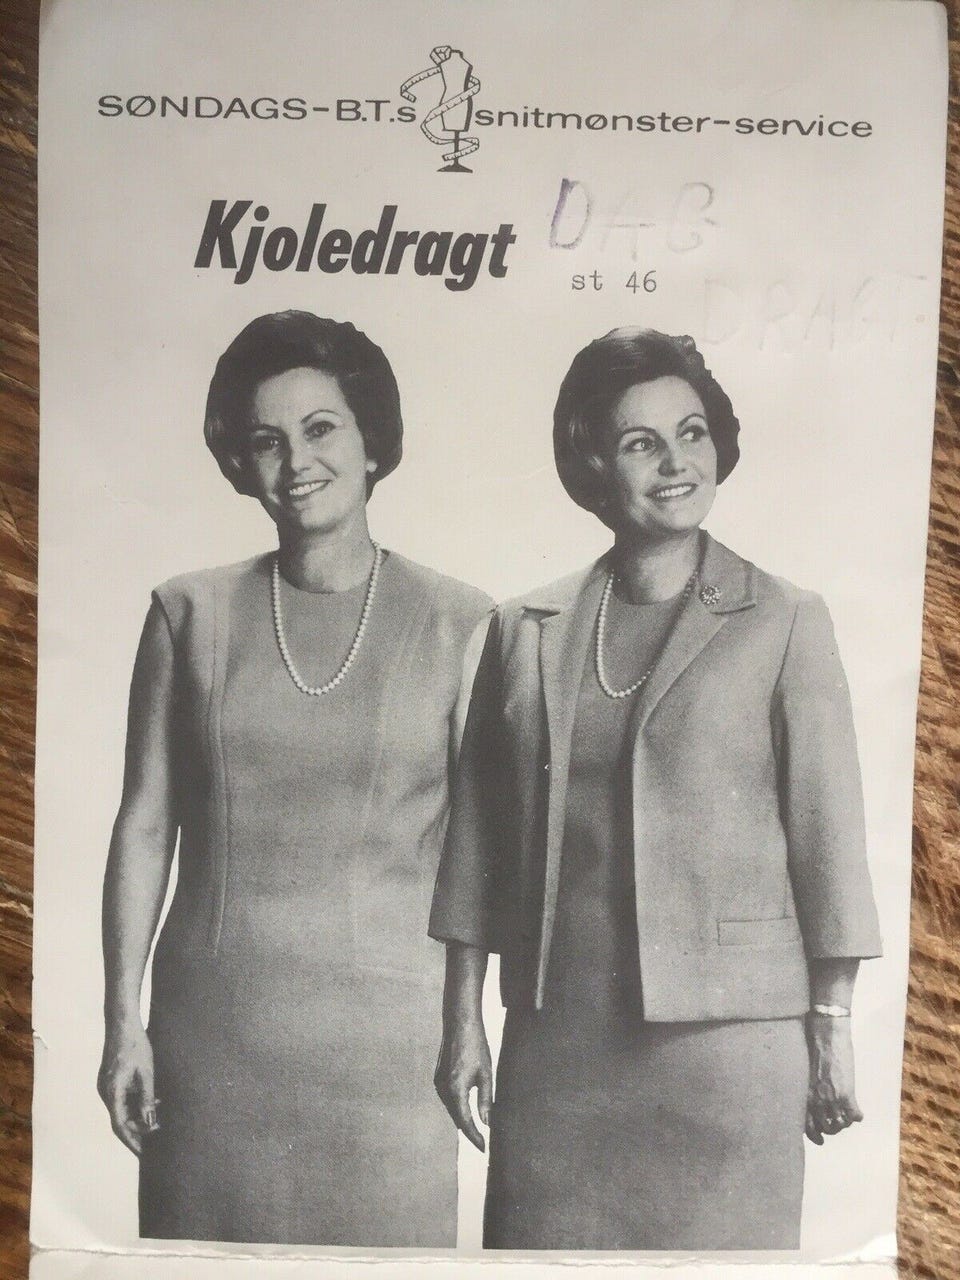 SØNDAGS-B.T.s snitmønster-service
Kjoledragt
DAG
st 46
DRAGT.